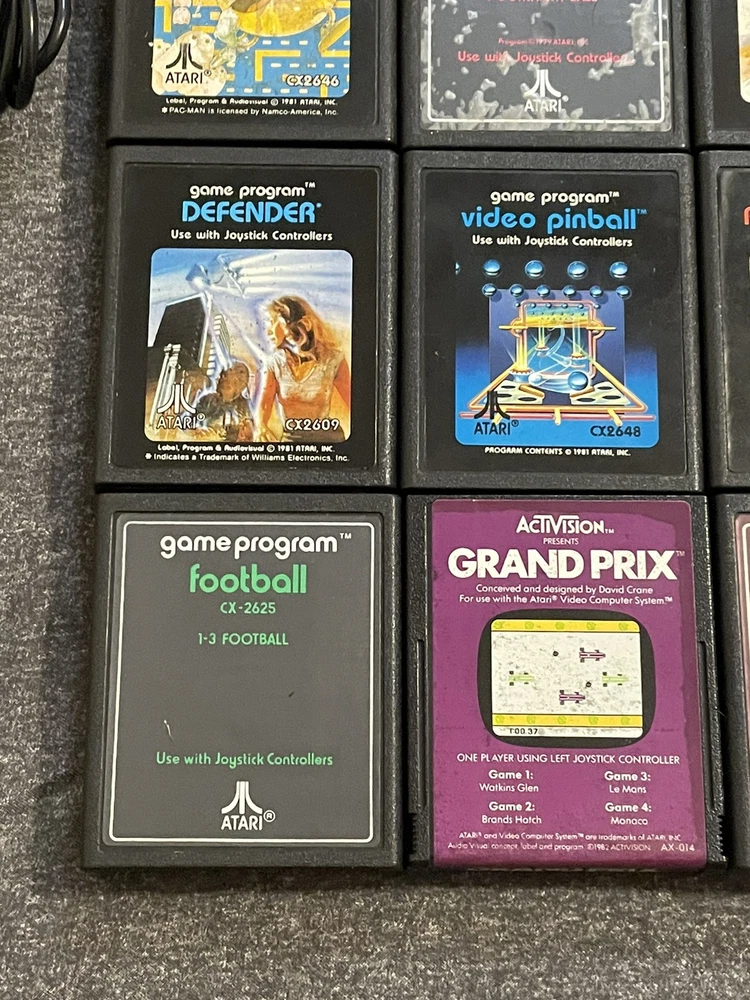 ATARI®
CX2646
Label, Program & Audiovisual © 1981 ATARI, INC.
* PAC-MAN is licensed by Namco-America, Inc.
Program © 1979 ATARI, INC.
Use with Joystick Controllers
ATARI®
game program™
DEFENDER*
Use with Joystick Controllers
ATARI®
CX2609
Label, Program & Audiovisual © 1981 ATARI, INC.
* Indicates a Trademark of Williams Electronics, Inc.
game program™
video pinball™
Use with Joystick Controllers
ATARI®
CX2648
PROGRAM CONTENTS © 1981 ATARI, INC.
game program™
football
CX-2625
1-3 FOOTBALL
Use with Joystick Controllers
ATARI®
ACTIVISION™
PRESENTS
GRAND PRIX™
Conceived and designed by David Crane
For use with the Atari® Video Computer System™
1:00.37
ONE PLAYER USING LEFT JOYSTICK CONTROLLER
Game 1:
Watkins Glen
Game 3:
Le Mans
Game 2:
Brands Hatch
Game 4:
Monaco
ATARI® and Video Computer System™ are trademarks of ATARI, INC.
Audio Visual concept, label and program ©1982 ACTIVISION AX-014